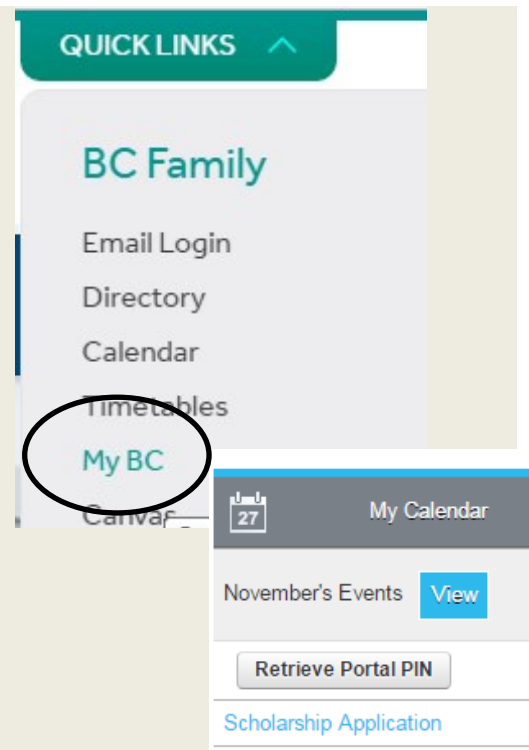 QUICK LINKS
BC Family
Email Login
Directory
Calendar
Timetables
My BC
Canvas
27 My Calendar
November's Events View
Retrieve Portal PIN
Scholarship Application